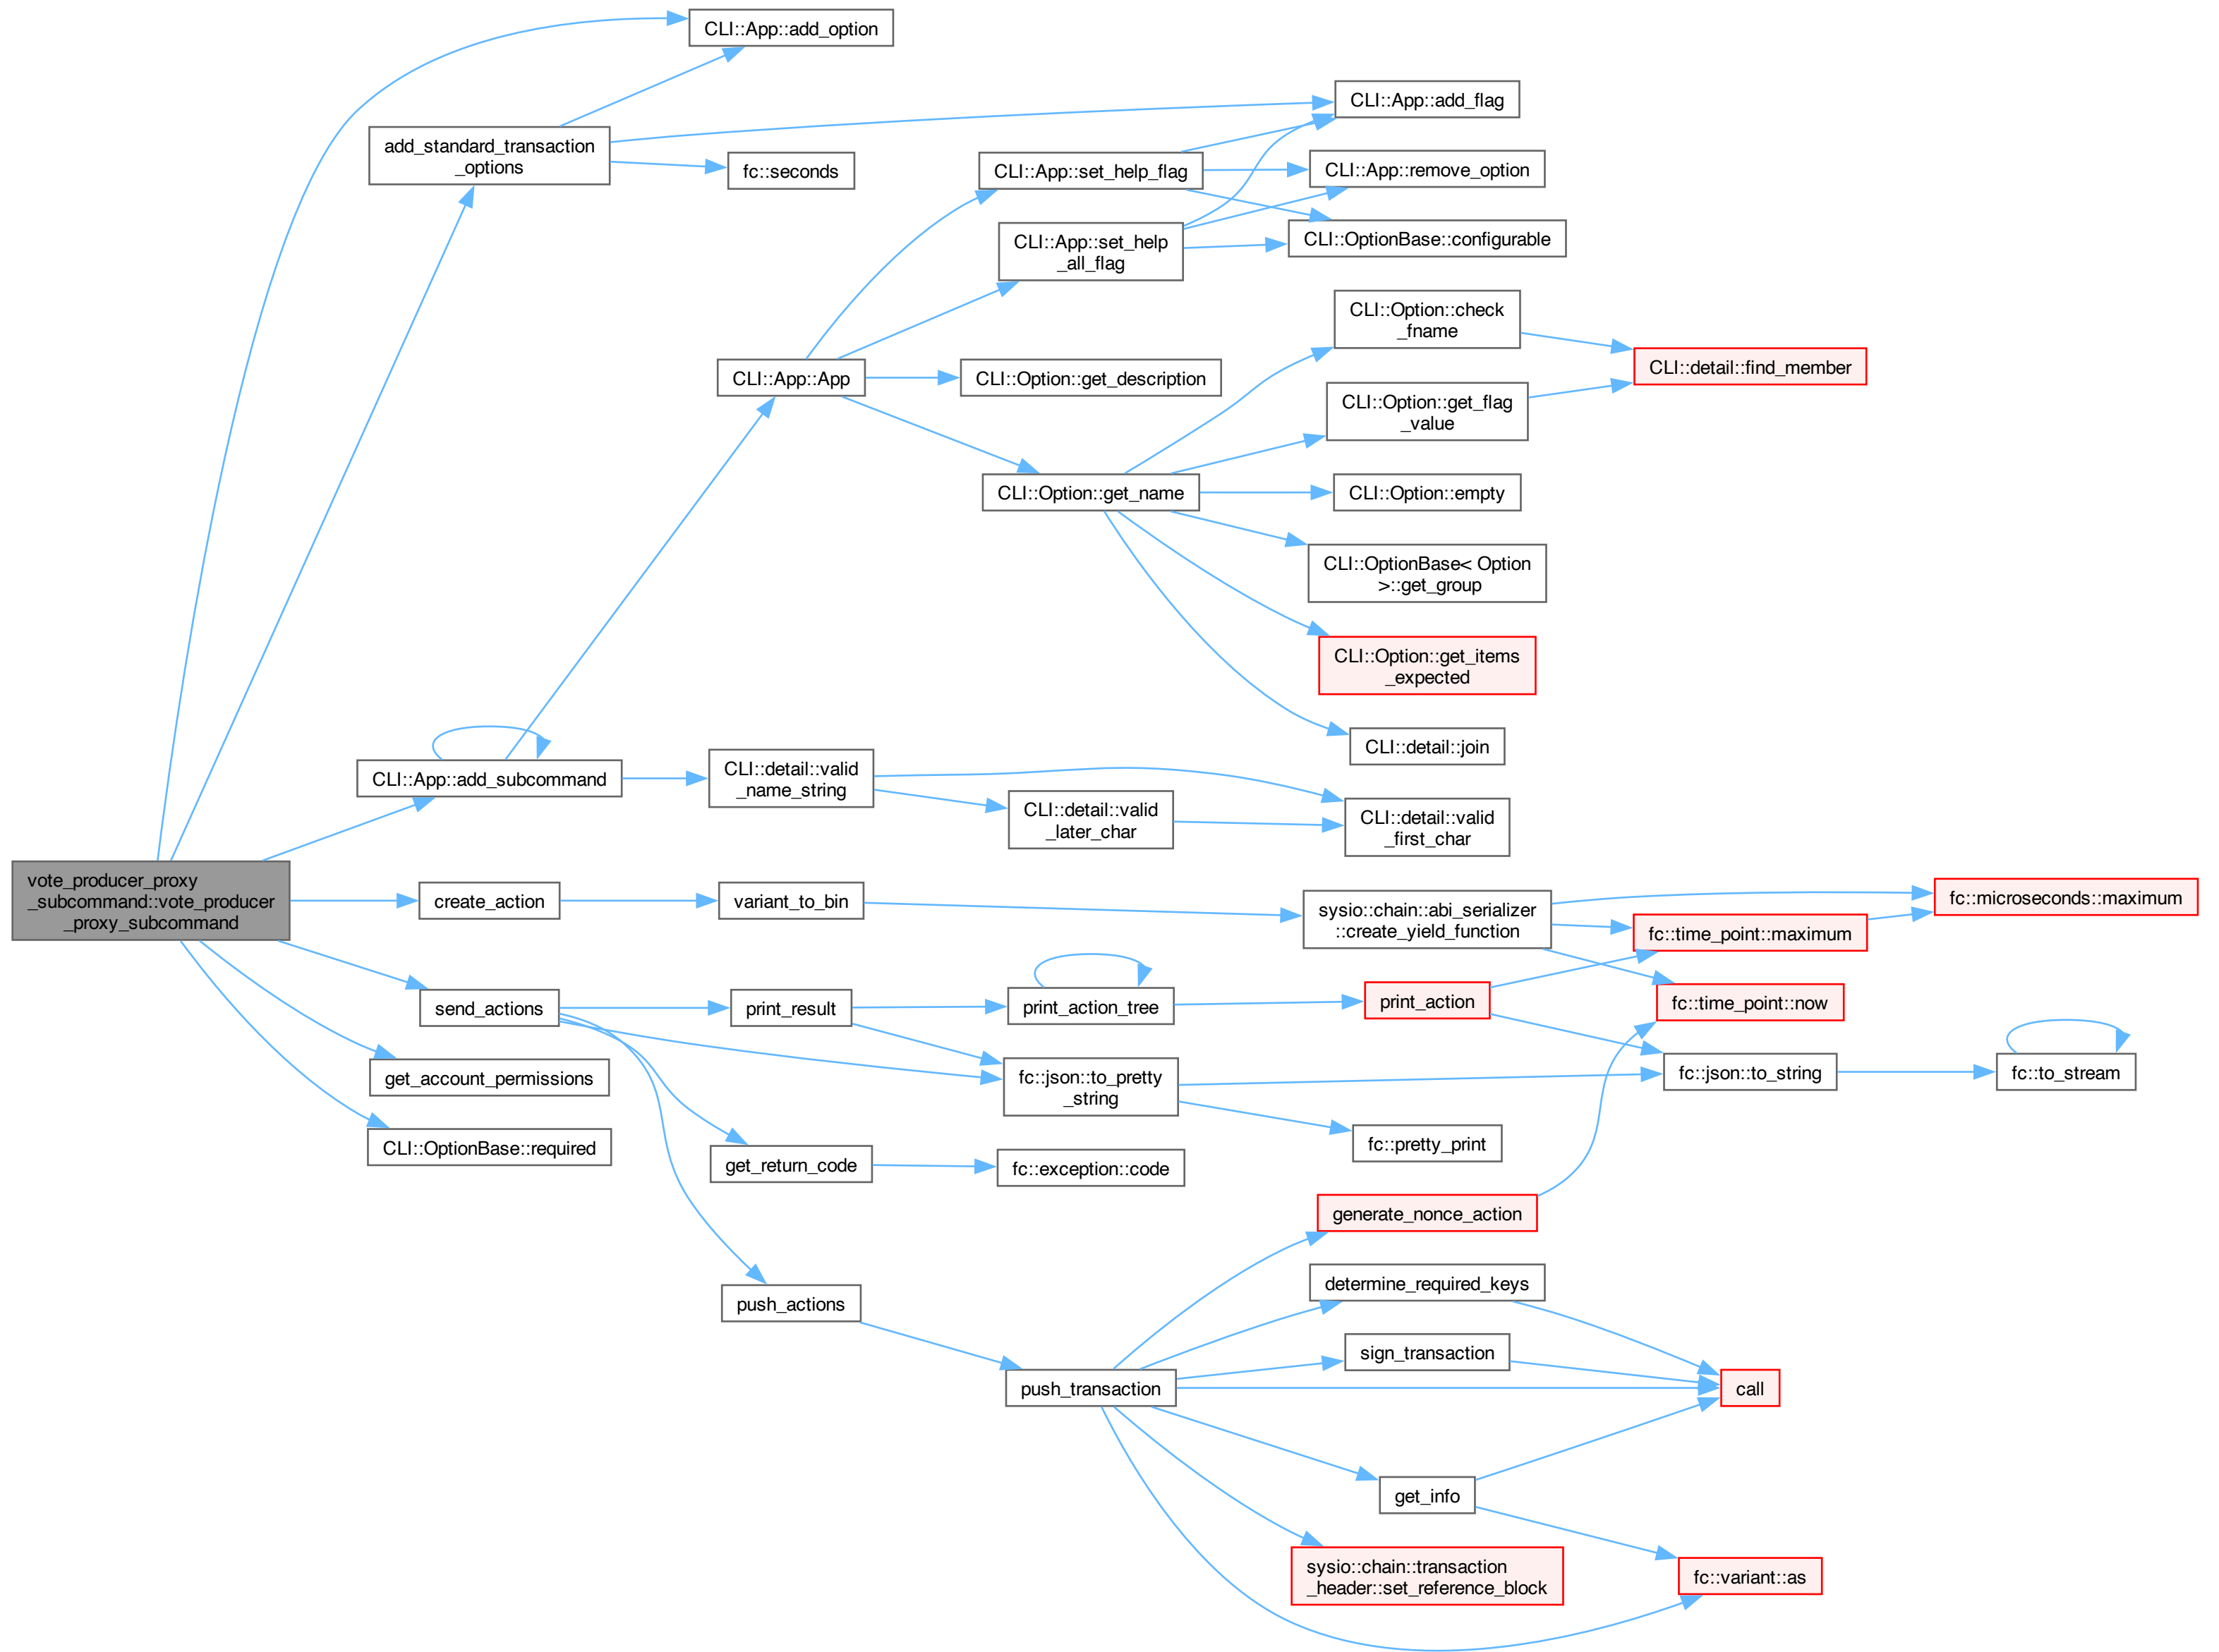 CLI::App::add_option
CLI::App::add_flag
add_standard_transaction
_options
fc::seconds
CLI::App::set_help_flag
CLI::App::remove_option
CLI::App::set_help
_all_flag
CLI::OptionBase::configurable
CLI::Option::check
_fname
CLI::App::App
CLI::Option::get_description
CLI::detail::find_member
CLI::Option::get_flag
_value
CLI::Option::get_name
CLI::Option::empty
CLI::OptionBase< Option
>::get_group
CLI::Option::get_items
_expected
CLI::detail::join
CLI::App::add_subcommand
CLI::detail::valid
_name_string
CLI::detail::valid
_later_char
CLI::detail::valid
_first_char
vote_producer_proxy
_subcommand::vote_producer
_proxy_subcommand
create_action
variant_to_bin
sysio::chain::abi_serializer
::create_yield_function
fc::microseconds::maximum
fc::time_point::maximum
send_actions
print_result
print_action_tree
print_action
fc::time_point::now
get_account_permissions
fc::json::to_pretty
_string
fc::json::to_string
fc::to_stream
CLI::OptionBase::required
get_return_code
fc::exception::code
fc::pretty_print
generate_nonce_action
push_actions
determine_required_keys
sign_transaction
push_transaction
call
get_info
sysio::chain::transaction
_header::set_reference_block
fc::variant::as